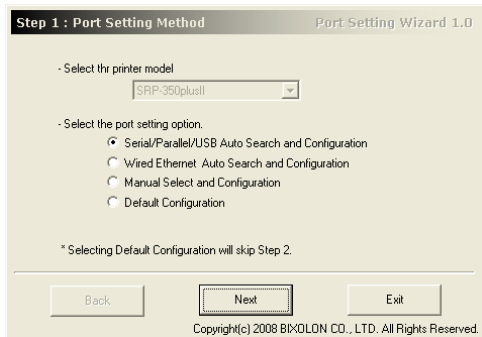 Step 1 : Port Setting Method Port Setting Wizard 1.0
- Select thr printer model
SRP-350plusII
- Select the port setting option.
Serial/Parallel/USB Auto Search and Configuration
Wired Ethernet Auto Search and Configuration
Manual Select and Configuration
Default Configuration
* Selecting Default Configuration will skip Step 2.
Back Next Exit
Copyright(c) 2008 BIXOLON CO., LTD. All Rights Reserved.